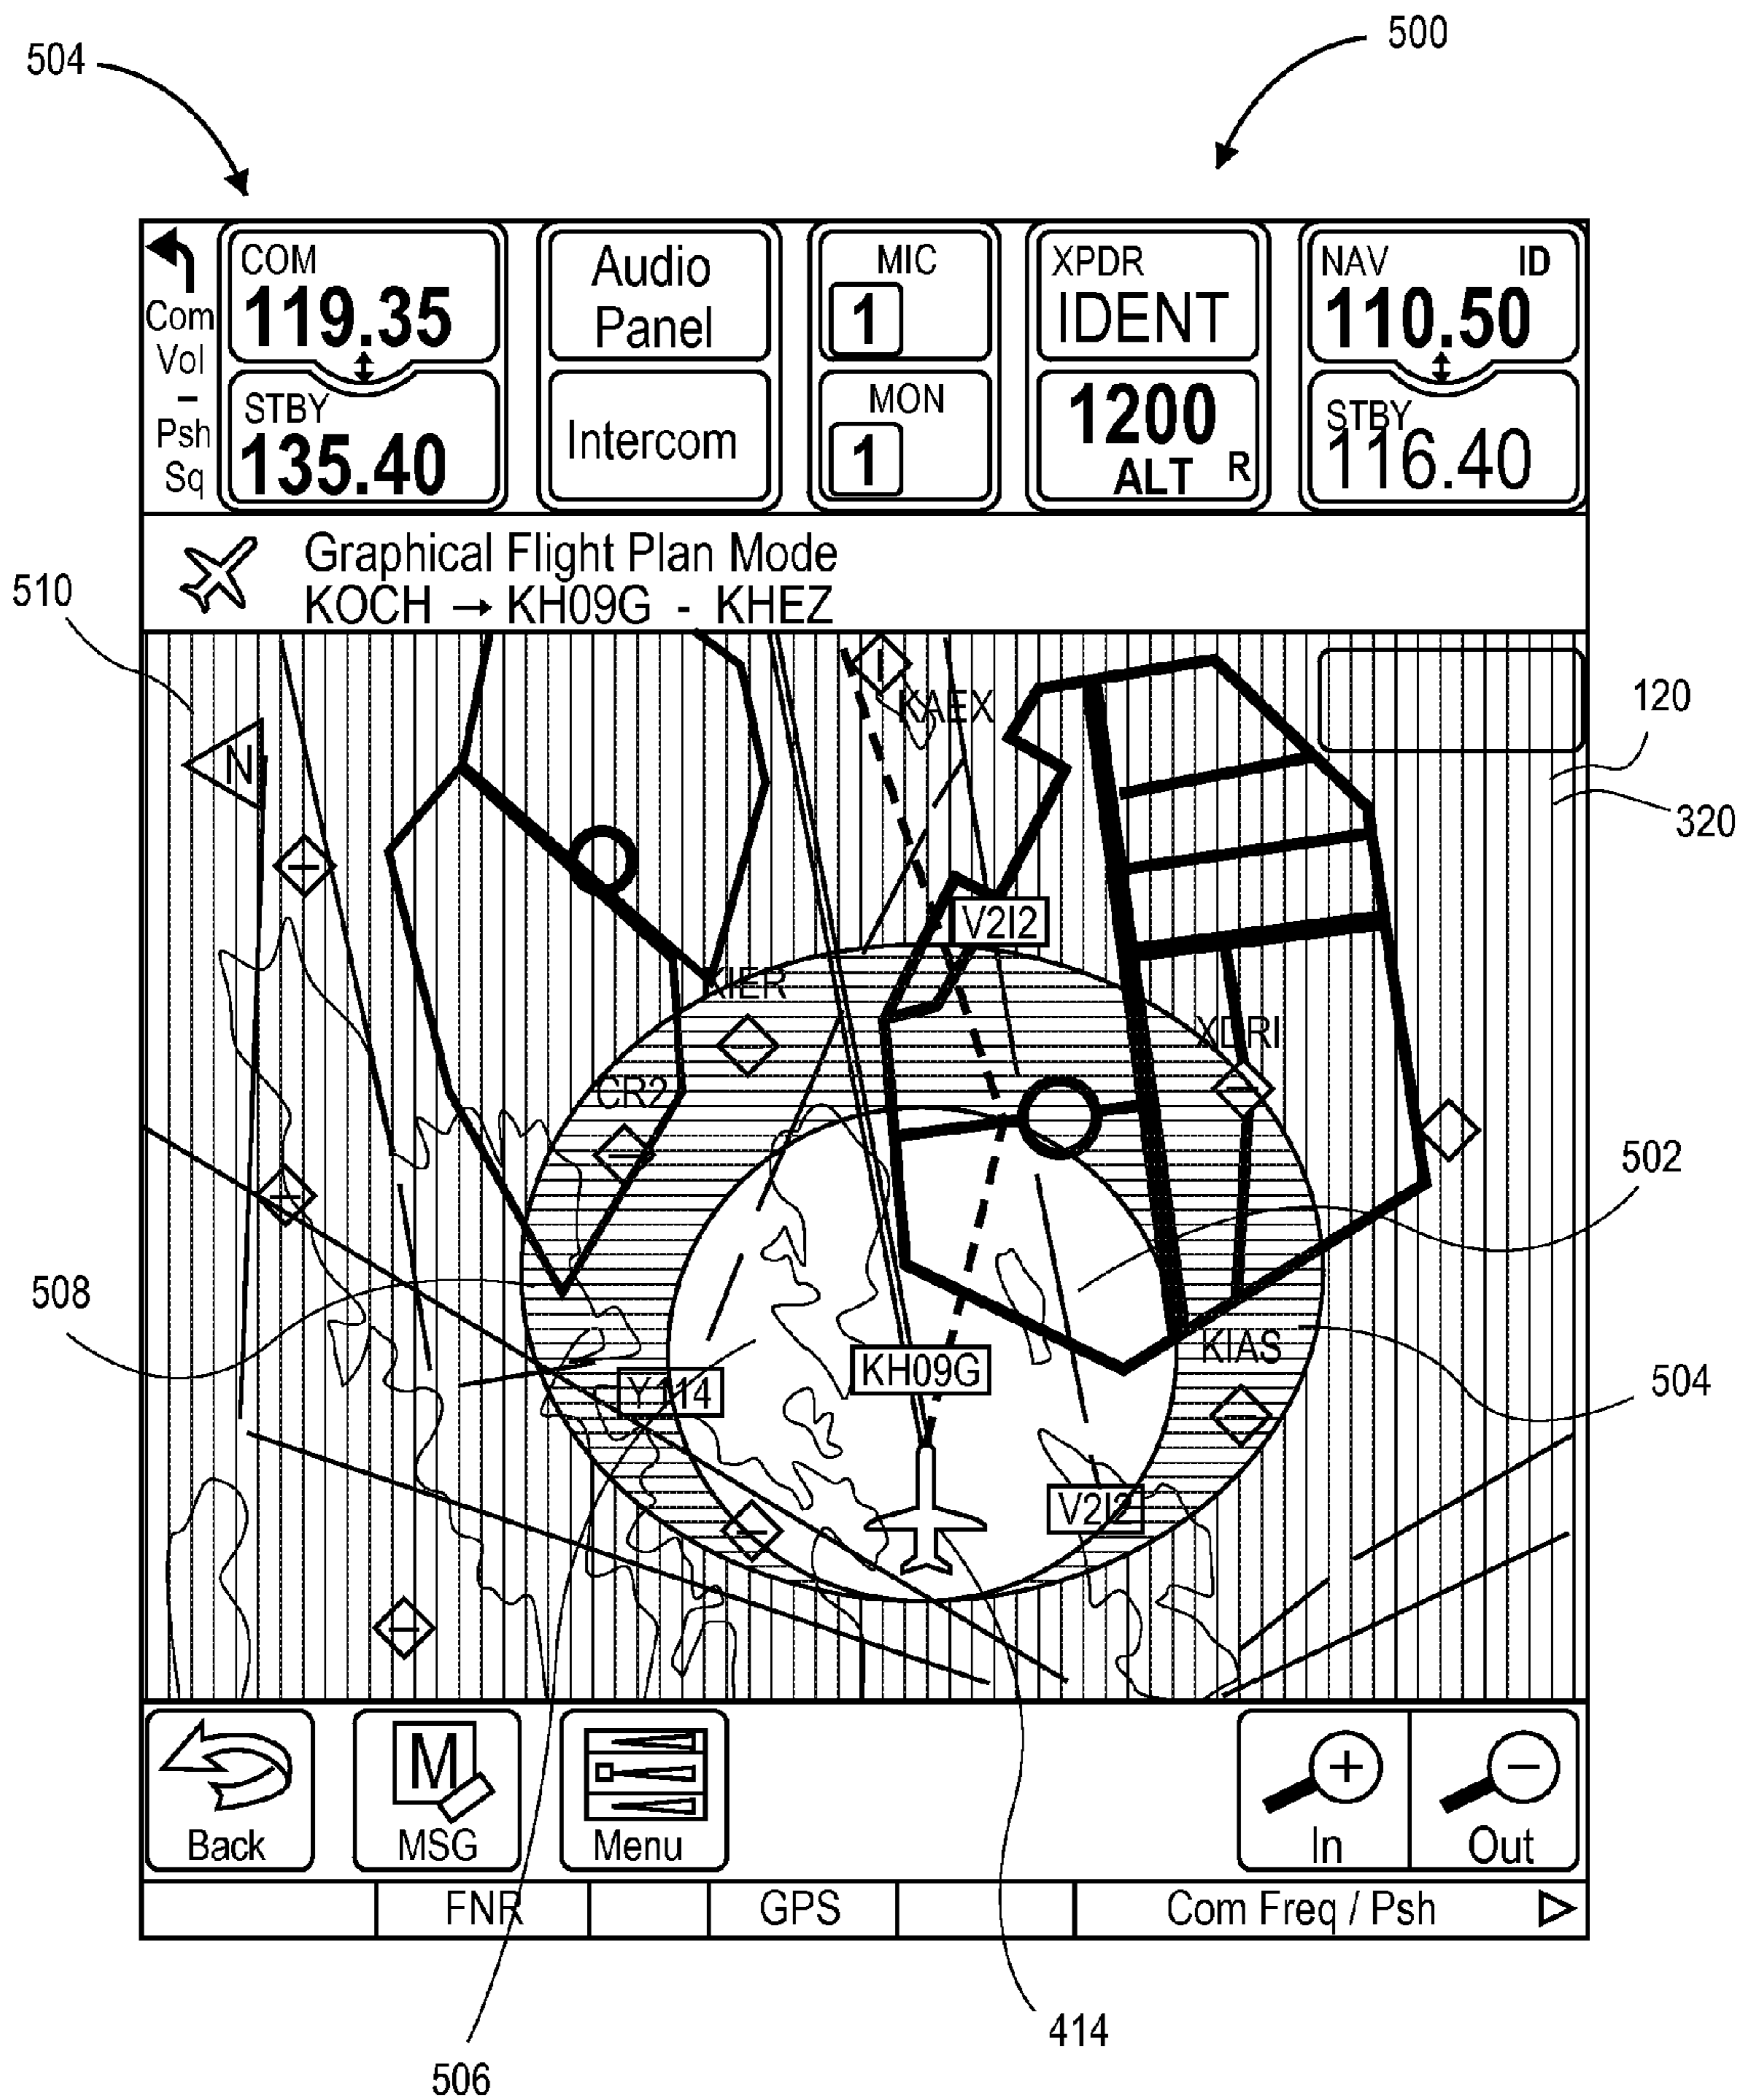 504
500
COM
119.35
STBY
135.40
Com
Vol
-
Psh
Sq
Audio
Panel
Intercom
MIC
1
MON
1
XPDR
IDENT
1200
ALT R
NAV ID
110.50
STBY
116.40
Graphical Flight Plan Mode
KOCH → KH09G - KHEZ
510
N
KAEX
120
320
V2I2
XIER
XDRI
CR2
502
508
KIAS
KH09G
Y114
504
V2I2
Back
MSG
M
Menu
In
Out
FNR
GPS
Com Freq / Psh
414
506